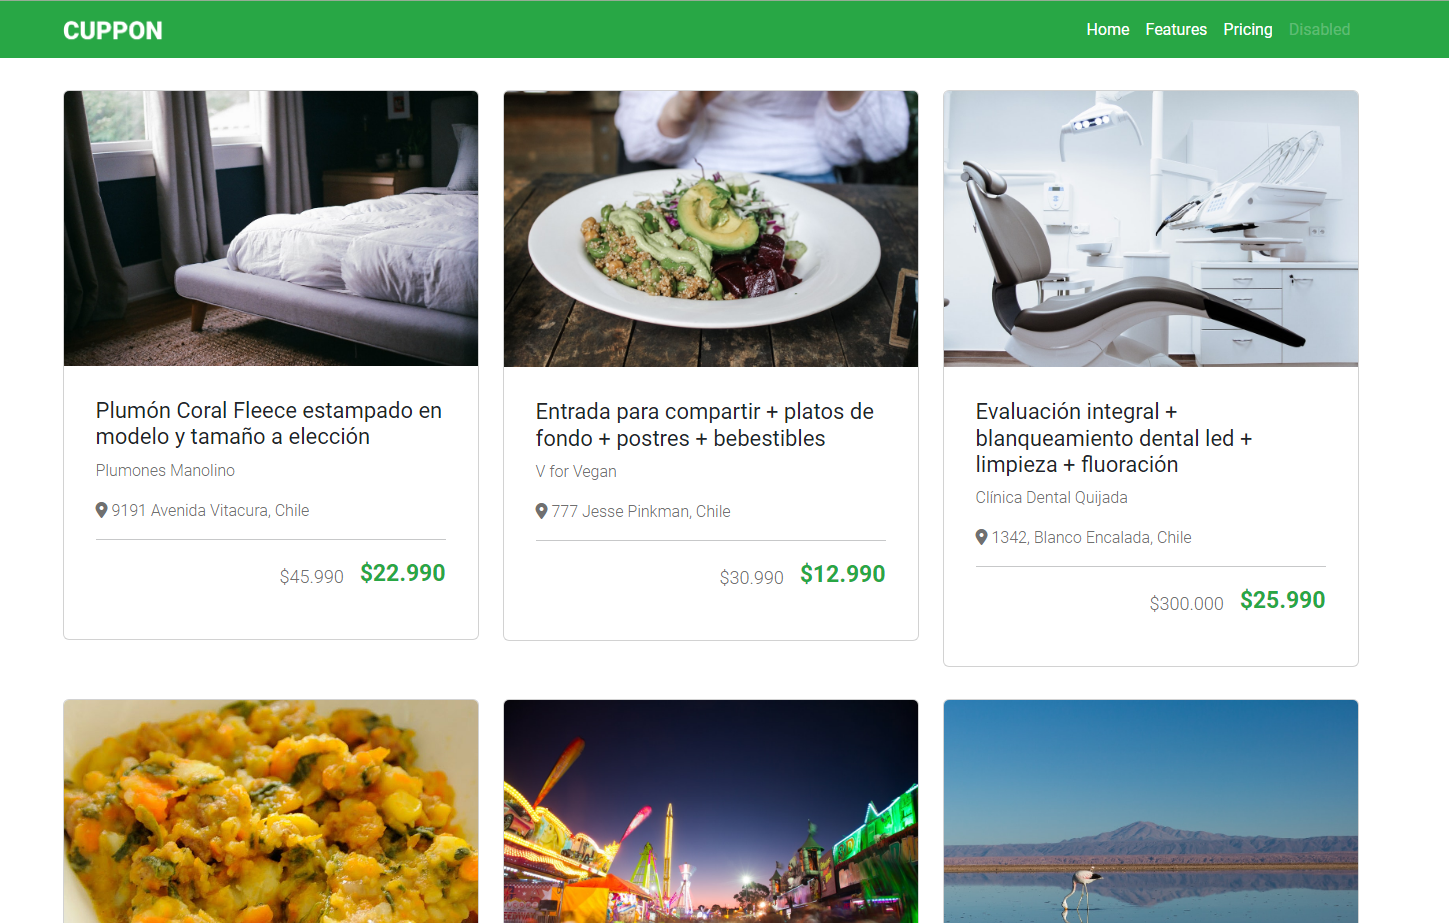 CUPPON
Home Features Pricing Disabled
Plumón Coral Fleece estampado en
modelo y tamaño a elección
Plumones Manolino
9191 Avenida Vitacura, Chile
$45.990 $22.990
Entrada para compartir + platos de
fondo + postres + bebestibles
V for Vegan
777 Jesse Pinkman, Chile
$30.990 $12.990
Evaluación integral +
blanqueamiento dental led +
limpieza + fluoración
Clínica Dental Quijada
1342, Blanco Encalada, Chile
$300.000 $25.990